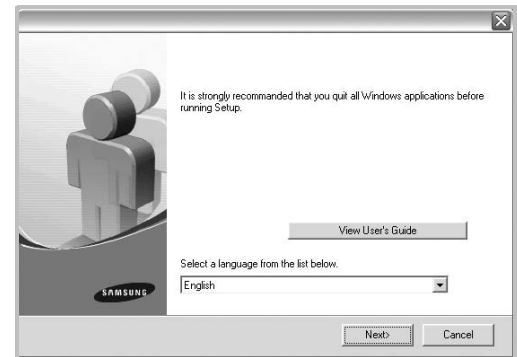 It is strongly recommanded that you quit all Windows applications before
running Setup.
View User's Guide
Select a language from the list below.
English
SAMSUNG
Next>
Cancel